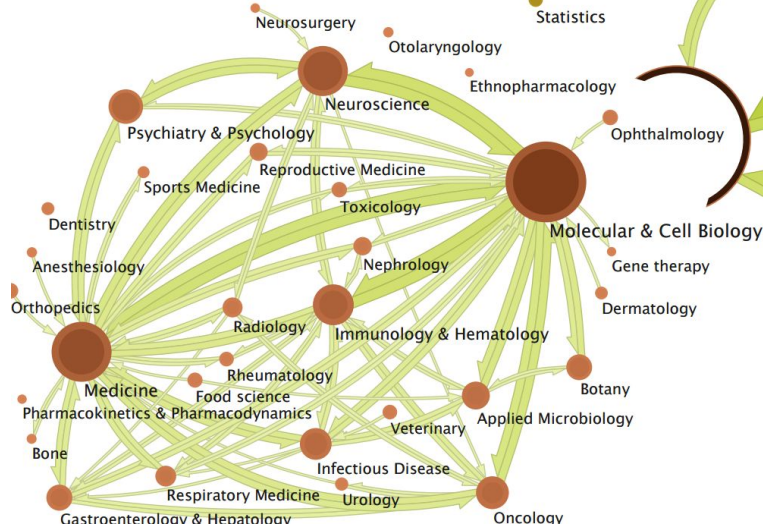 Neurosurgery
Statistics
Otolaryngology
Ethnopharmacology
Neuroscience
Psychiatry & Psychology
Ophthalmology
Reproductive Medicine
Sports Medicine
Toxicology
Dentistry
Molecular & Cell Biology
Anesthesiology
Nephrology
Gene therapy
Orthopedics
Dermatology
Radiology
Immunology & Hematology
Rheumatology
Medicine
Food science
Botany
Pharmacokinetics & Pharmacodynamics
Applied Microbiology
Veterinary
Bone
Infectious Disease
Respiratory Medicine
Urology
Gastroenterology & Hepatology
Oncology